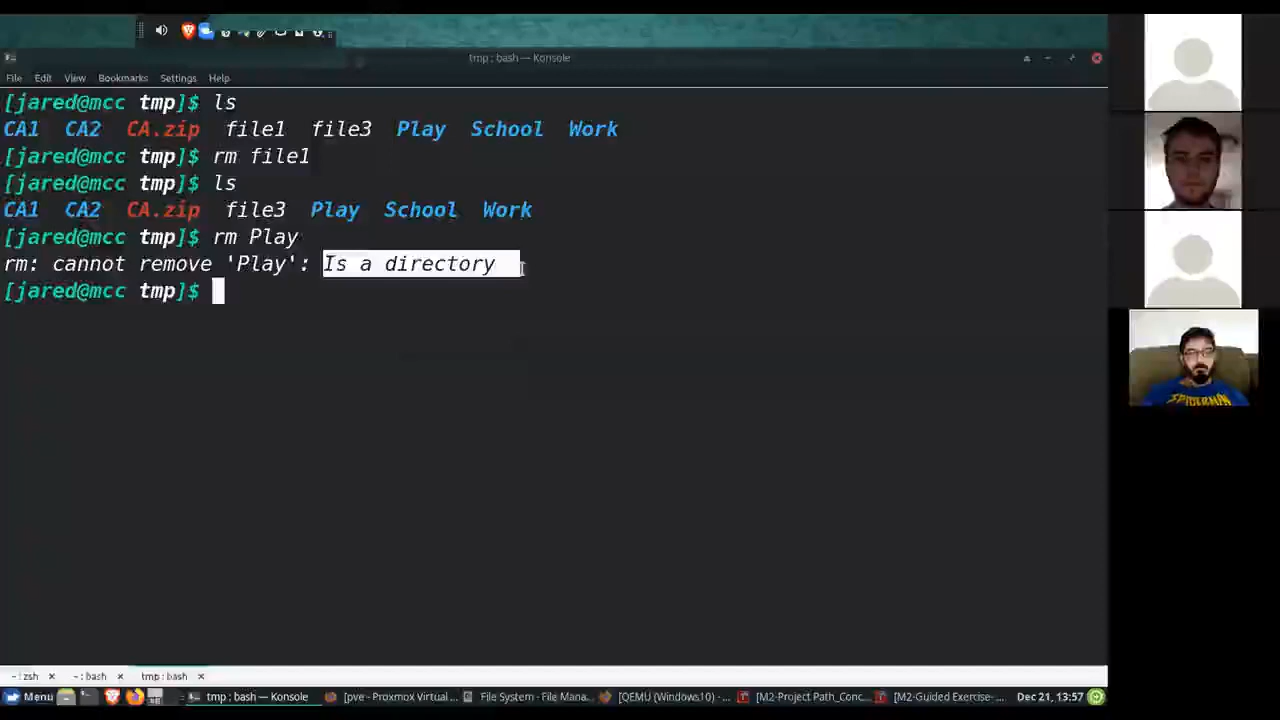 tmp : bash — Konsole
File Edit View Bookmarks Settings Help
[jared@mcc tmp]$ ls
CA1 CA2 CA.zip file1 file3 Play School Work
[jared@mcc tmp]$ rm file1
[jared@mcc tmp]$ ls
CA1 CA2 CA.zip file3 Play School Work
[jared@mcc tmp]$ rm Play
rm: cannot remove 'Play': Is a directory
[jared@mcc tmp]$
SPIDERMAN
~ : zsh ~ : bash tmp : bash
Menu tmp : bash — Konsole [pve - Proxmox Virtual ... File System - File Mana... [QEMU (Windows10) - ... [M2-Project Path_Conc... [M2-Guided Exercise-... Dec 21, 13:57